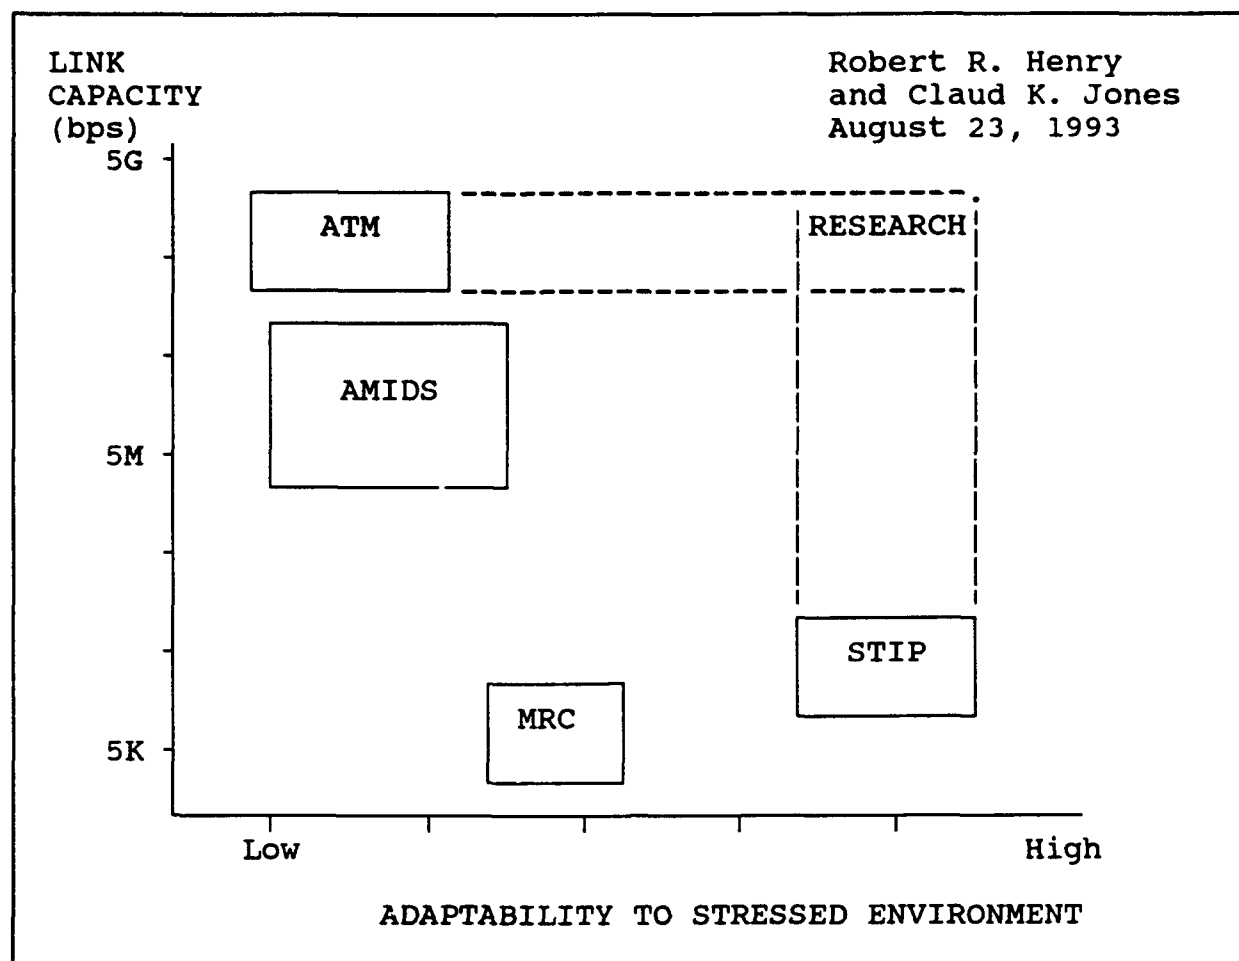 LINK
CAPACITY
(bps)
Robert R. Henry
and Claud K. Jones
August 23, 1993
5G
ATM
RESEARCH
AMIDS
5M
STIP
MRC
5K
Low
High
ADAPTABILITY TO STRESSED ENVIRONMENT